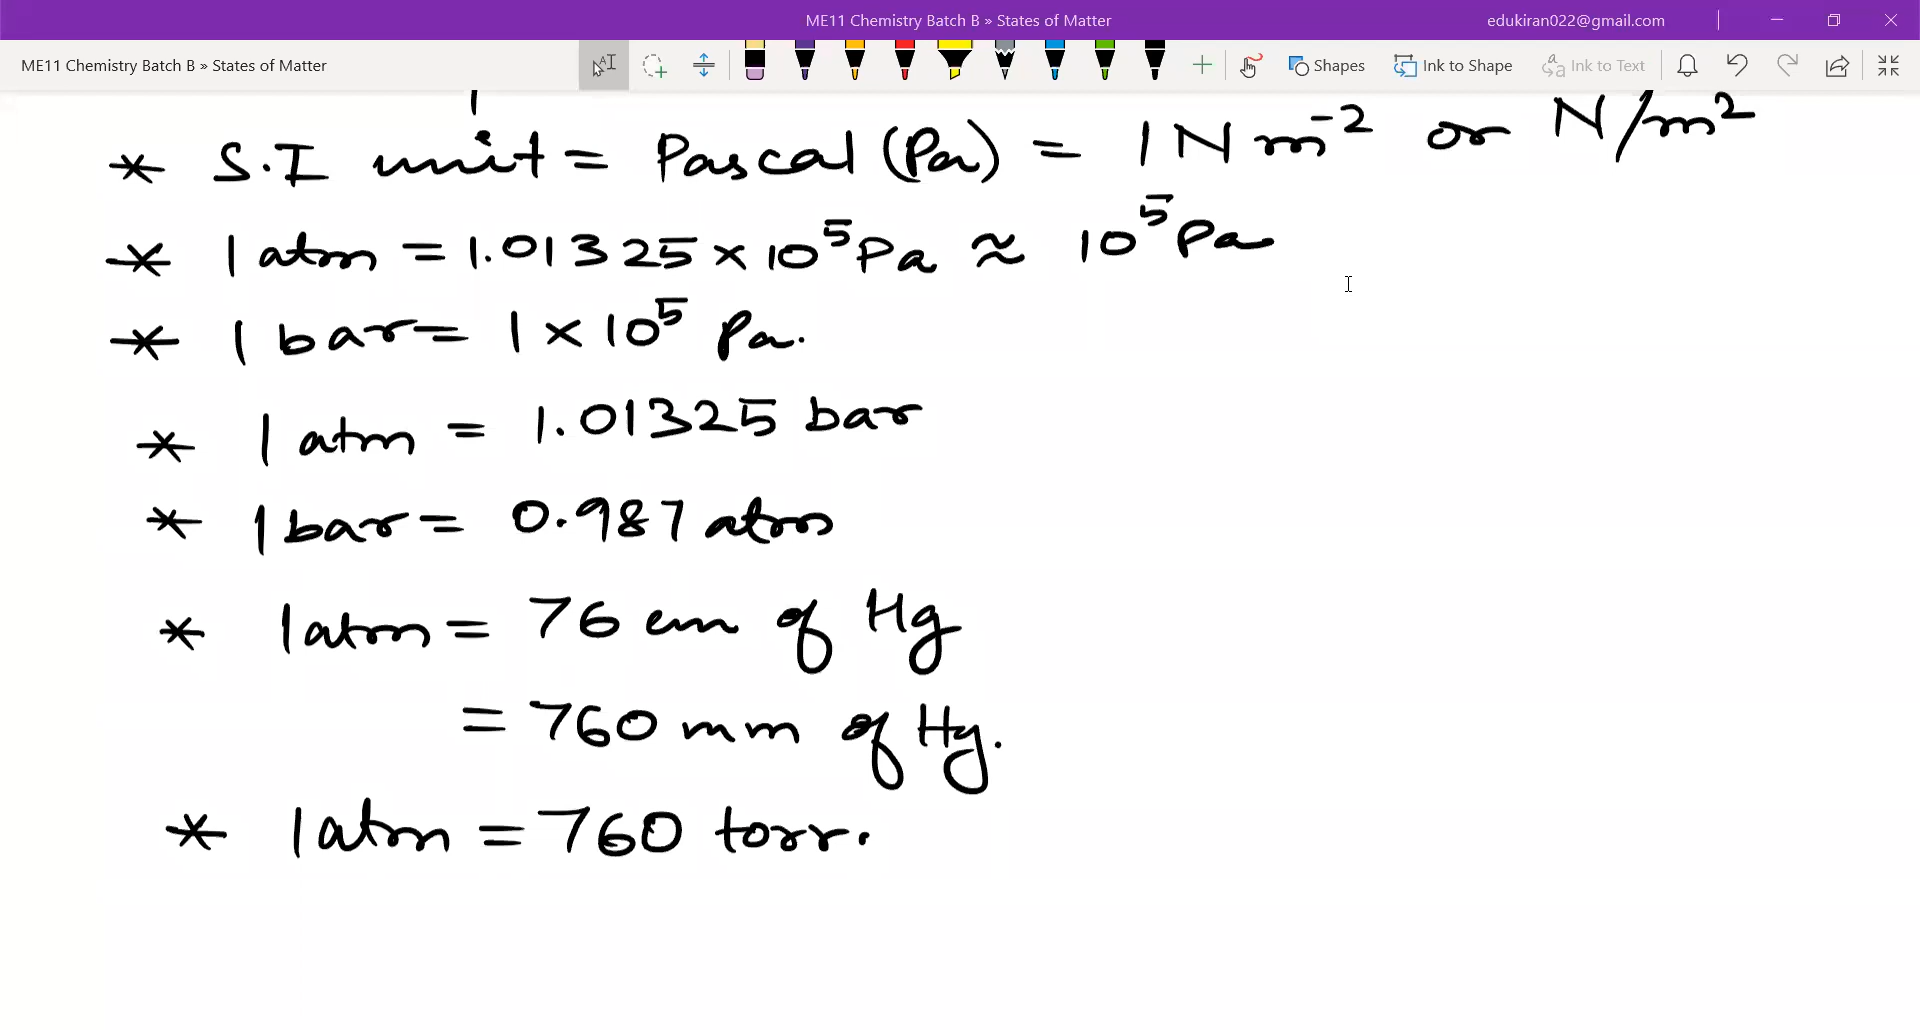 ME11 Chemistry Batch B » States of Matter
edukiran022@gmail.com
ME11 Chemistry Batch B » States of Matter
Shapes
Ink to Shape
Ink to Text
* S.I unit = Pascal (Pa) = 1 N m⁻² or N/m²
* 1 atm = 1.01325 × 10⁵ Pa ≈ 10⁵ Pa
* 1 bar = 1 × 10⁵ Pa.
* 1 atm = 1.01325 bar
* 1 bar = 0.987 atm
* 1 atm = 76 cm of Hg
= 760 mm of Hg.
* 1 atm = 760 torr.